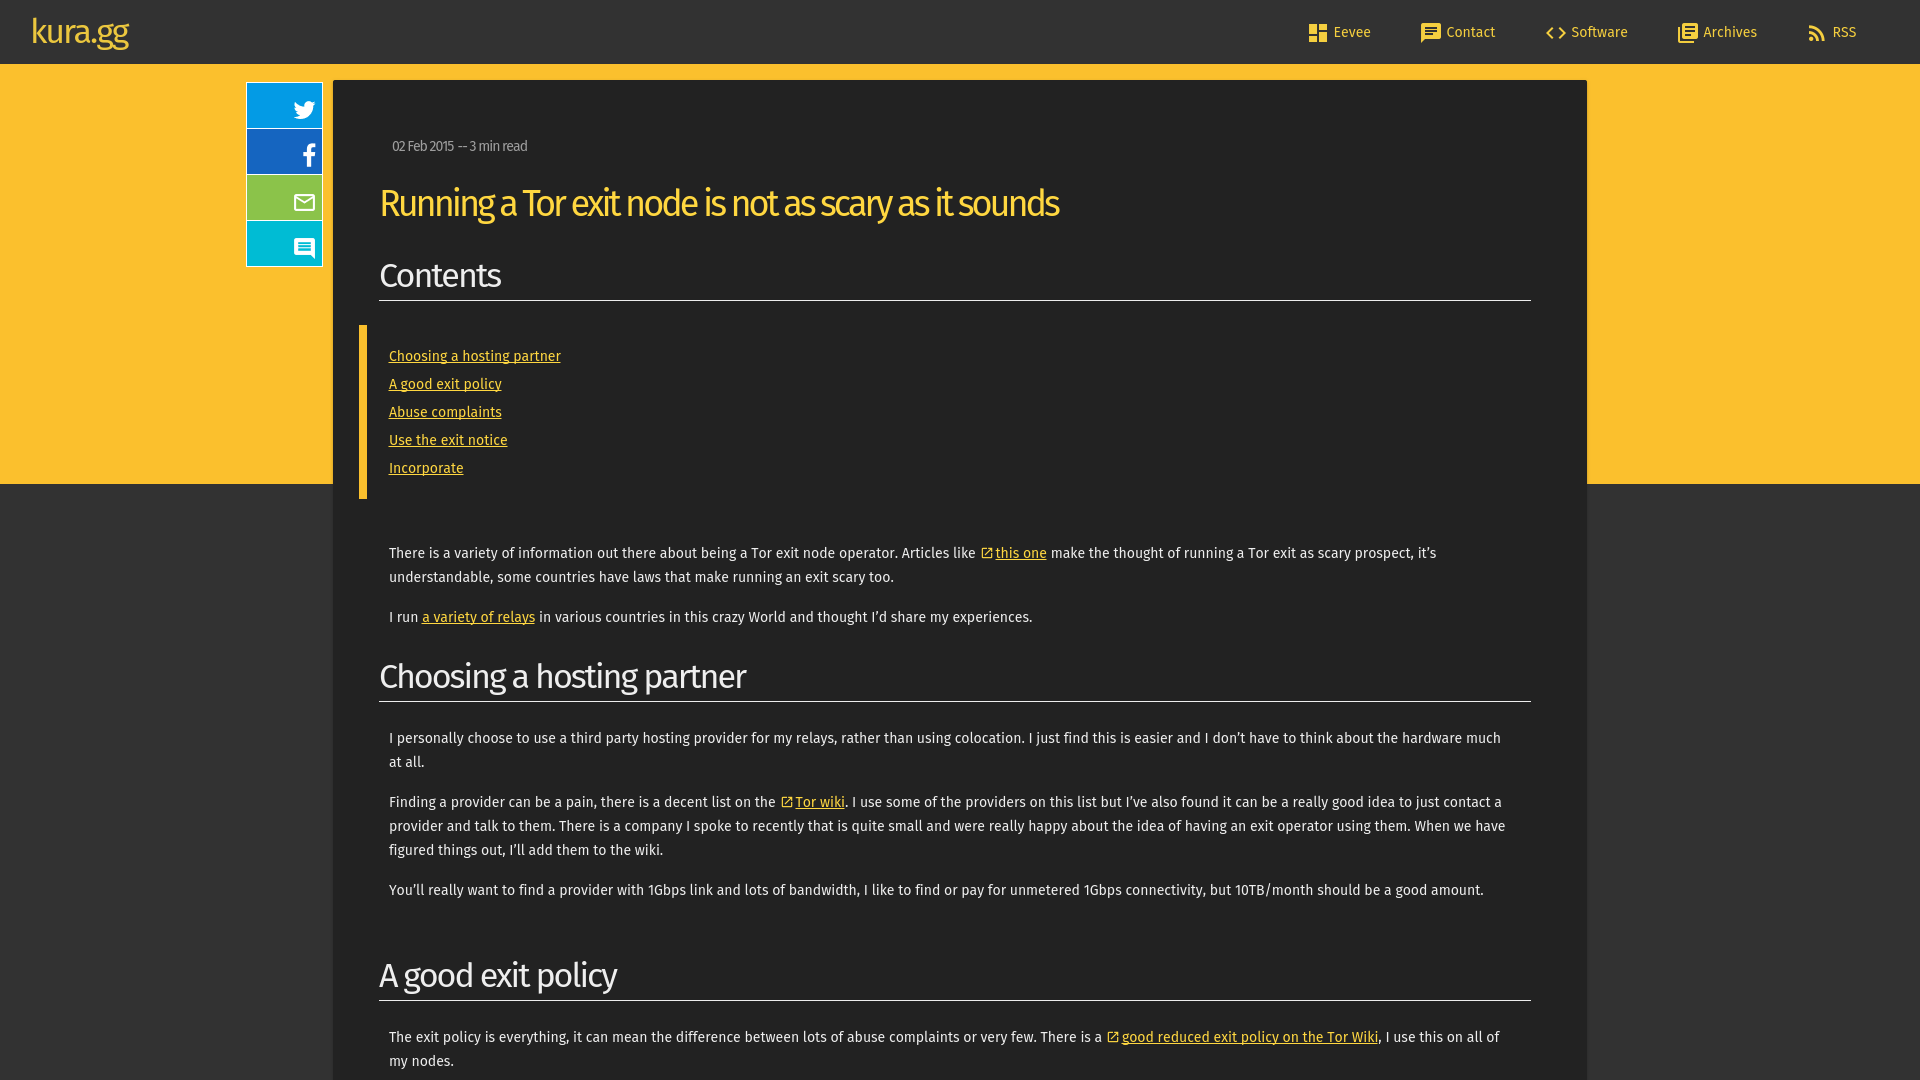 kura.gg
Eevee
Contact
Software
Archives
RSS
02 Feb 2015 -- 3 min read
Running a Tor exit node is not as scary as it sounds
Contents
Choosing a hosting partner
A good exit policy
Abuse complaints
Use the exit notice
Incorporate
There is a variety of information out there about being a Tor exit node operator. Articles like this one make the thought of running a Tor exit as scary prospect, it’s
understandable, some countries have laws that make running an exit scary too.
I run a variety of relays in various countries in this crazy World and thought I’d share my experiences.
Choosing a hosting partner
I personally choose to use a third party hosting provider for my relays, rather than using colocation. I just find this is easier and I don’t have to think about the hardware much
at all.
Finding a provider can be a pain, there is a decent list on the Tor wiki. I use some of the providers on this list but I’ve also found it can be a really good idea to just contact a
provider and talk to them. There is a company I spoke to recently that is quite small and were really happy about the idea of having an exit operator using them. When we have
figured things out, I’ll add them to the wiki.
You’ll really want to find a provider with 1Gbps link and lots of bandwidth, I like to find or pay for unmetered 1Gbps connectivity, but 10TB/month should be a good amount.
A good exit policy
The exit policy is everything, it can mean the difference between lots of abuse complaints or very few. There is a good reduced exit policy on the Tor Wiki, I use this on all of
my nodes.